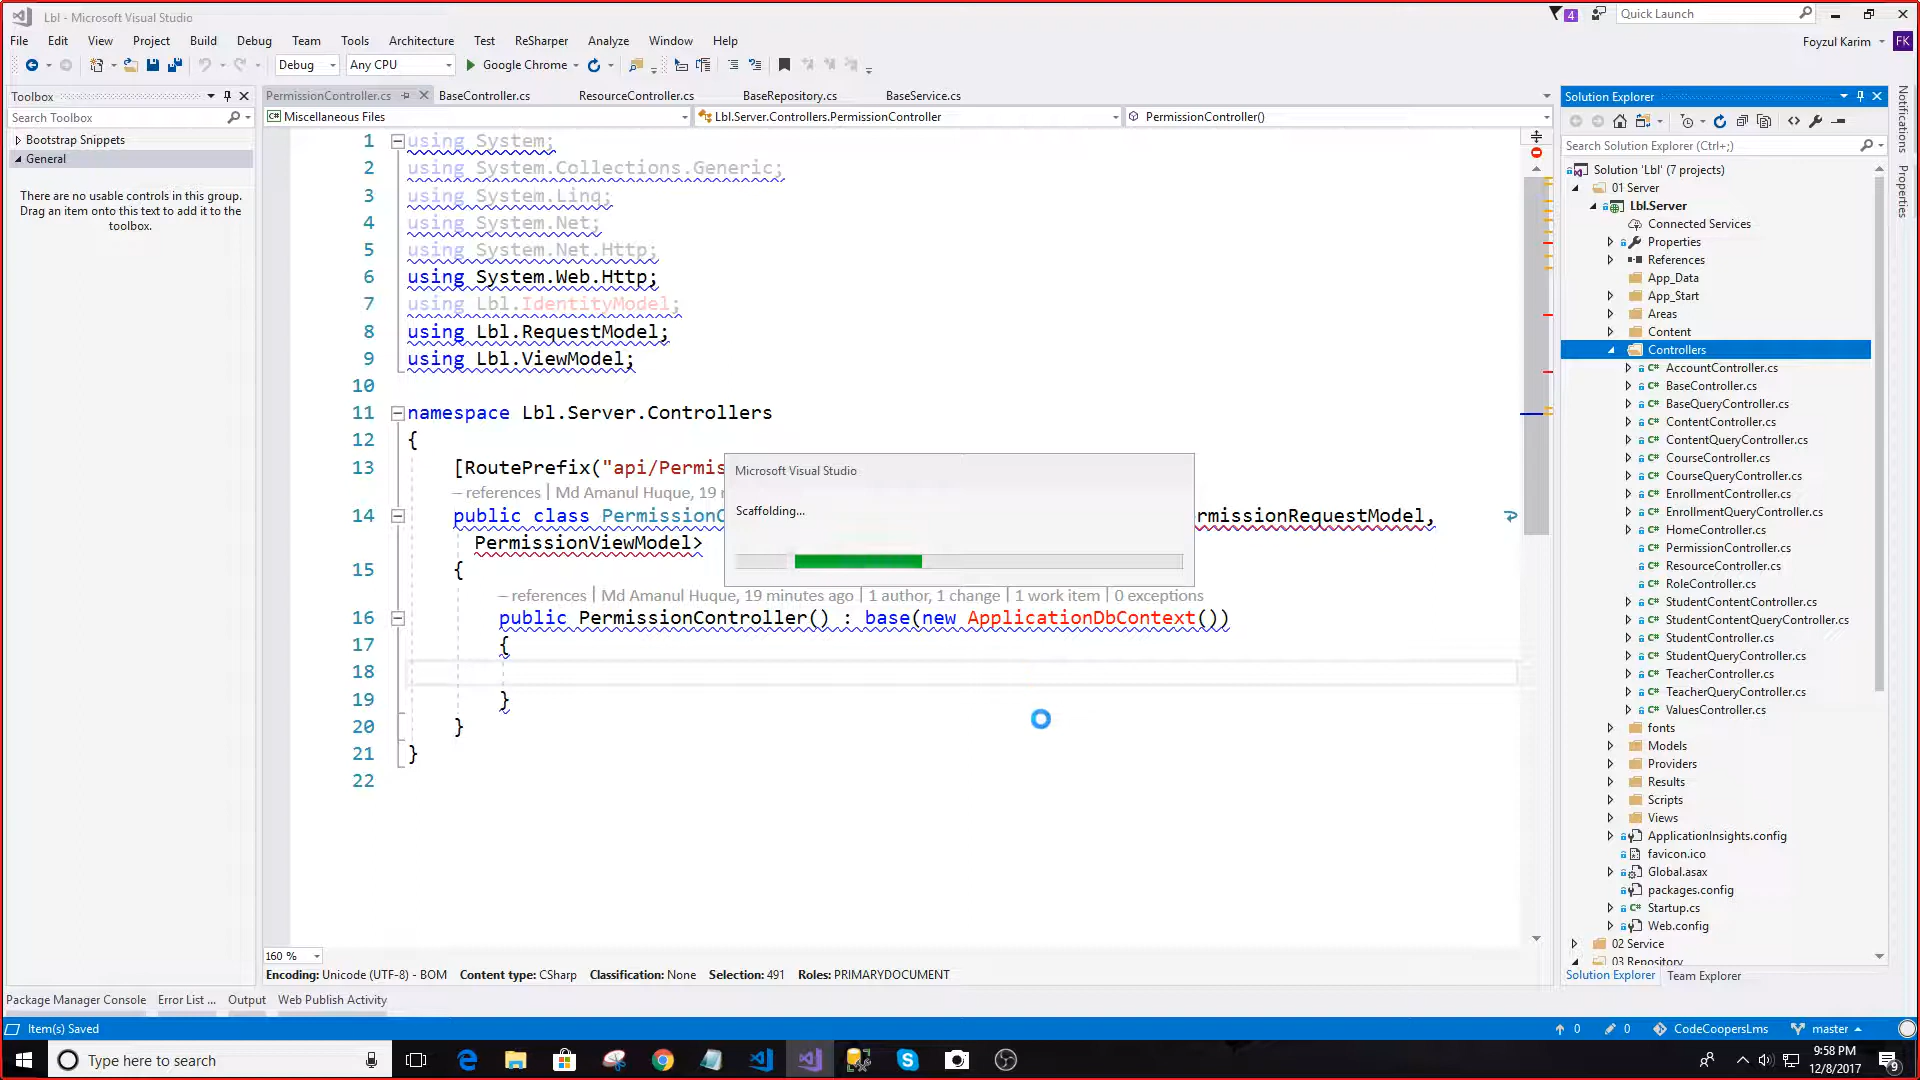 Lbl - Microsoft Visual Studio
4
Quick Launch
File Edit View Project Build Debug Team Tools Architecture Test ReSharper Analyze Window Help
Foyzul Karim FK
Debug Any CPU Google Chrome
Toolbox
Search Toolbox
Bootstrap Snippets
General
There are no usable controls in this group.
Drag an item onto this text to add it to the
toolbox.
PermissionController.cs BaseController.cs ResourceController.cs BaseRepository.cs BaseService.cs
Miscellaneous Files Lbl.Server.Controllers.PermissionController PermissionController()
1 using System;
2 using System.Collections.Generic;
3 using System.Linq;
4 using System.Net;
5 using System.Net.Http;
6 using System.Web.Http;
7 using Lbl.IdentityModel;
8 using Lbl.RequestModel;
9 using Lbl.ViewModel;
10
11 namespace Lbl.Server.Controllers
12 {
13 [RoutePrefix("api/Permis
– references | Md Amanul Huque, 19 r
14 public class PermissionC rmissionRequestModel,
PermissionViewModel>
15 {
– references | Md Amanul Huque, 19 minutes ago | 1 author, 1 change | 1 work item | 0 exceptions
16 public PermissionController() : base(new ApplicationDbContext())
17 {
18
19 }
20 }
21 }
22
Microsoft Visual Studio
Scaffolding...
160 %
Encoding: Unicode (UTF-8) - BOM Content type: CSharp Classification: None Selection: 491 Roles: PRIMARYDOCUMENT
Solution Explorer
Search Solution Explorer (Ctrl+;)
Solution 'Lbl' (7 projects)
01 Server
Lbl.Server
Connected Services
Properties
References
App_Data
App_Start
Areas
Content
Controllers
AccountController.cs
BaseController.cs
BaseQueryController.cs
ContentController.cs
ContentQueryController.cs
CourseController.cs
CourseQueryController.cs
EnrollmentController.cs
EnrollmentQueryController.cs
HomeController.cs
PermissionController.cs
ResourceController.cs
RoleController.cs
StudentContentController.cs
StudentContentQueryController.cs
StudentController.cs
StudentQueryController.cs
TeacherController.cs
TeacherQueryController.cs
ValuesController.cs
fonts
Models
Providers
Results
Scripts
Views
ApplicationInsights.config
favicon.ico
Global.asax
packages.config
Startup.cs
Web.config
02 Service
03 Repository
Solution Explorer Team Explorer
Notifications
Properties
Package Manager Console Error List ... Output Web Publish Activity
Item(s) Saved
0 0 CodeCoopersLms master
Type here to search
9:58 PM
12/8/2017
9